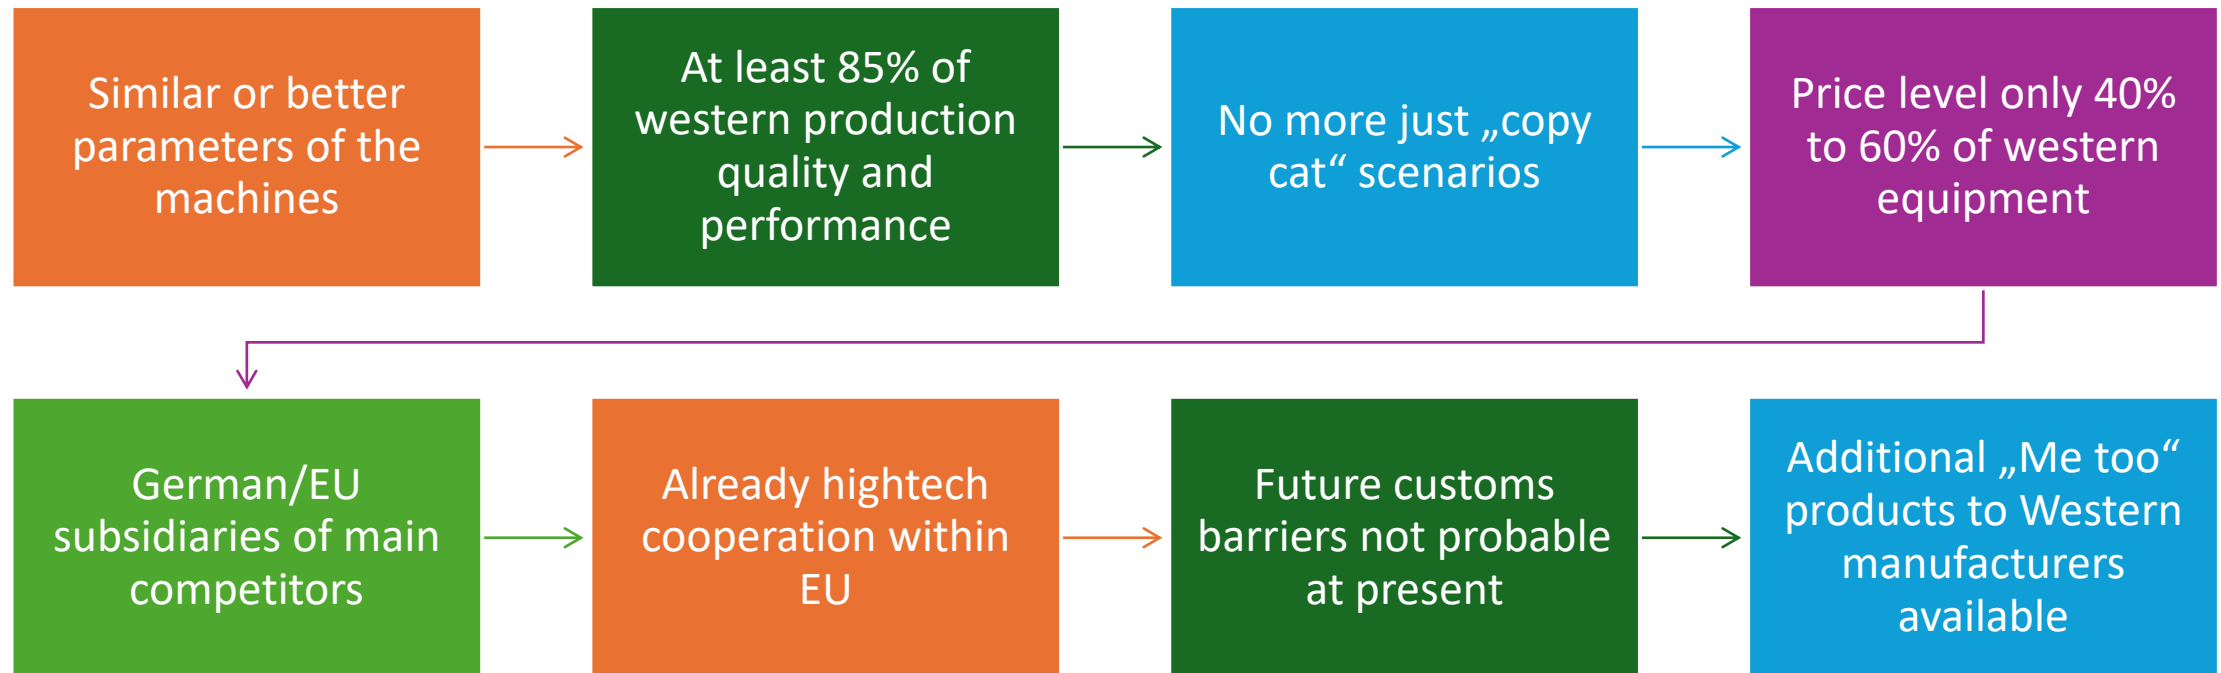 Similar or better
parameters of the
machines
At least 85% of
western production
quality and
performance
No more just „copy
cat“ scenarios
Price level only 40%
to 60% of western
equipment
German/EU
subsidiaries of main
competitors
Already hightech
cooperation within
EU
Future customs
barriers not probable
at present
Additional „Me too“
products to Western
manufacturers
available